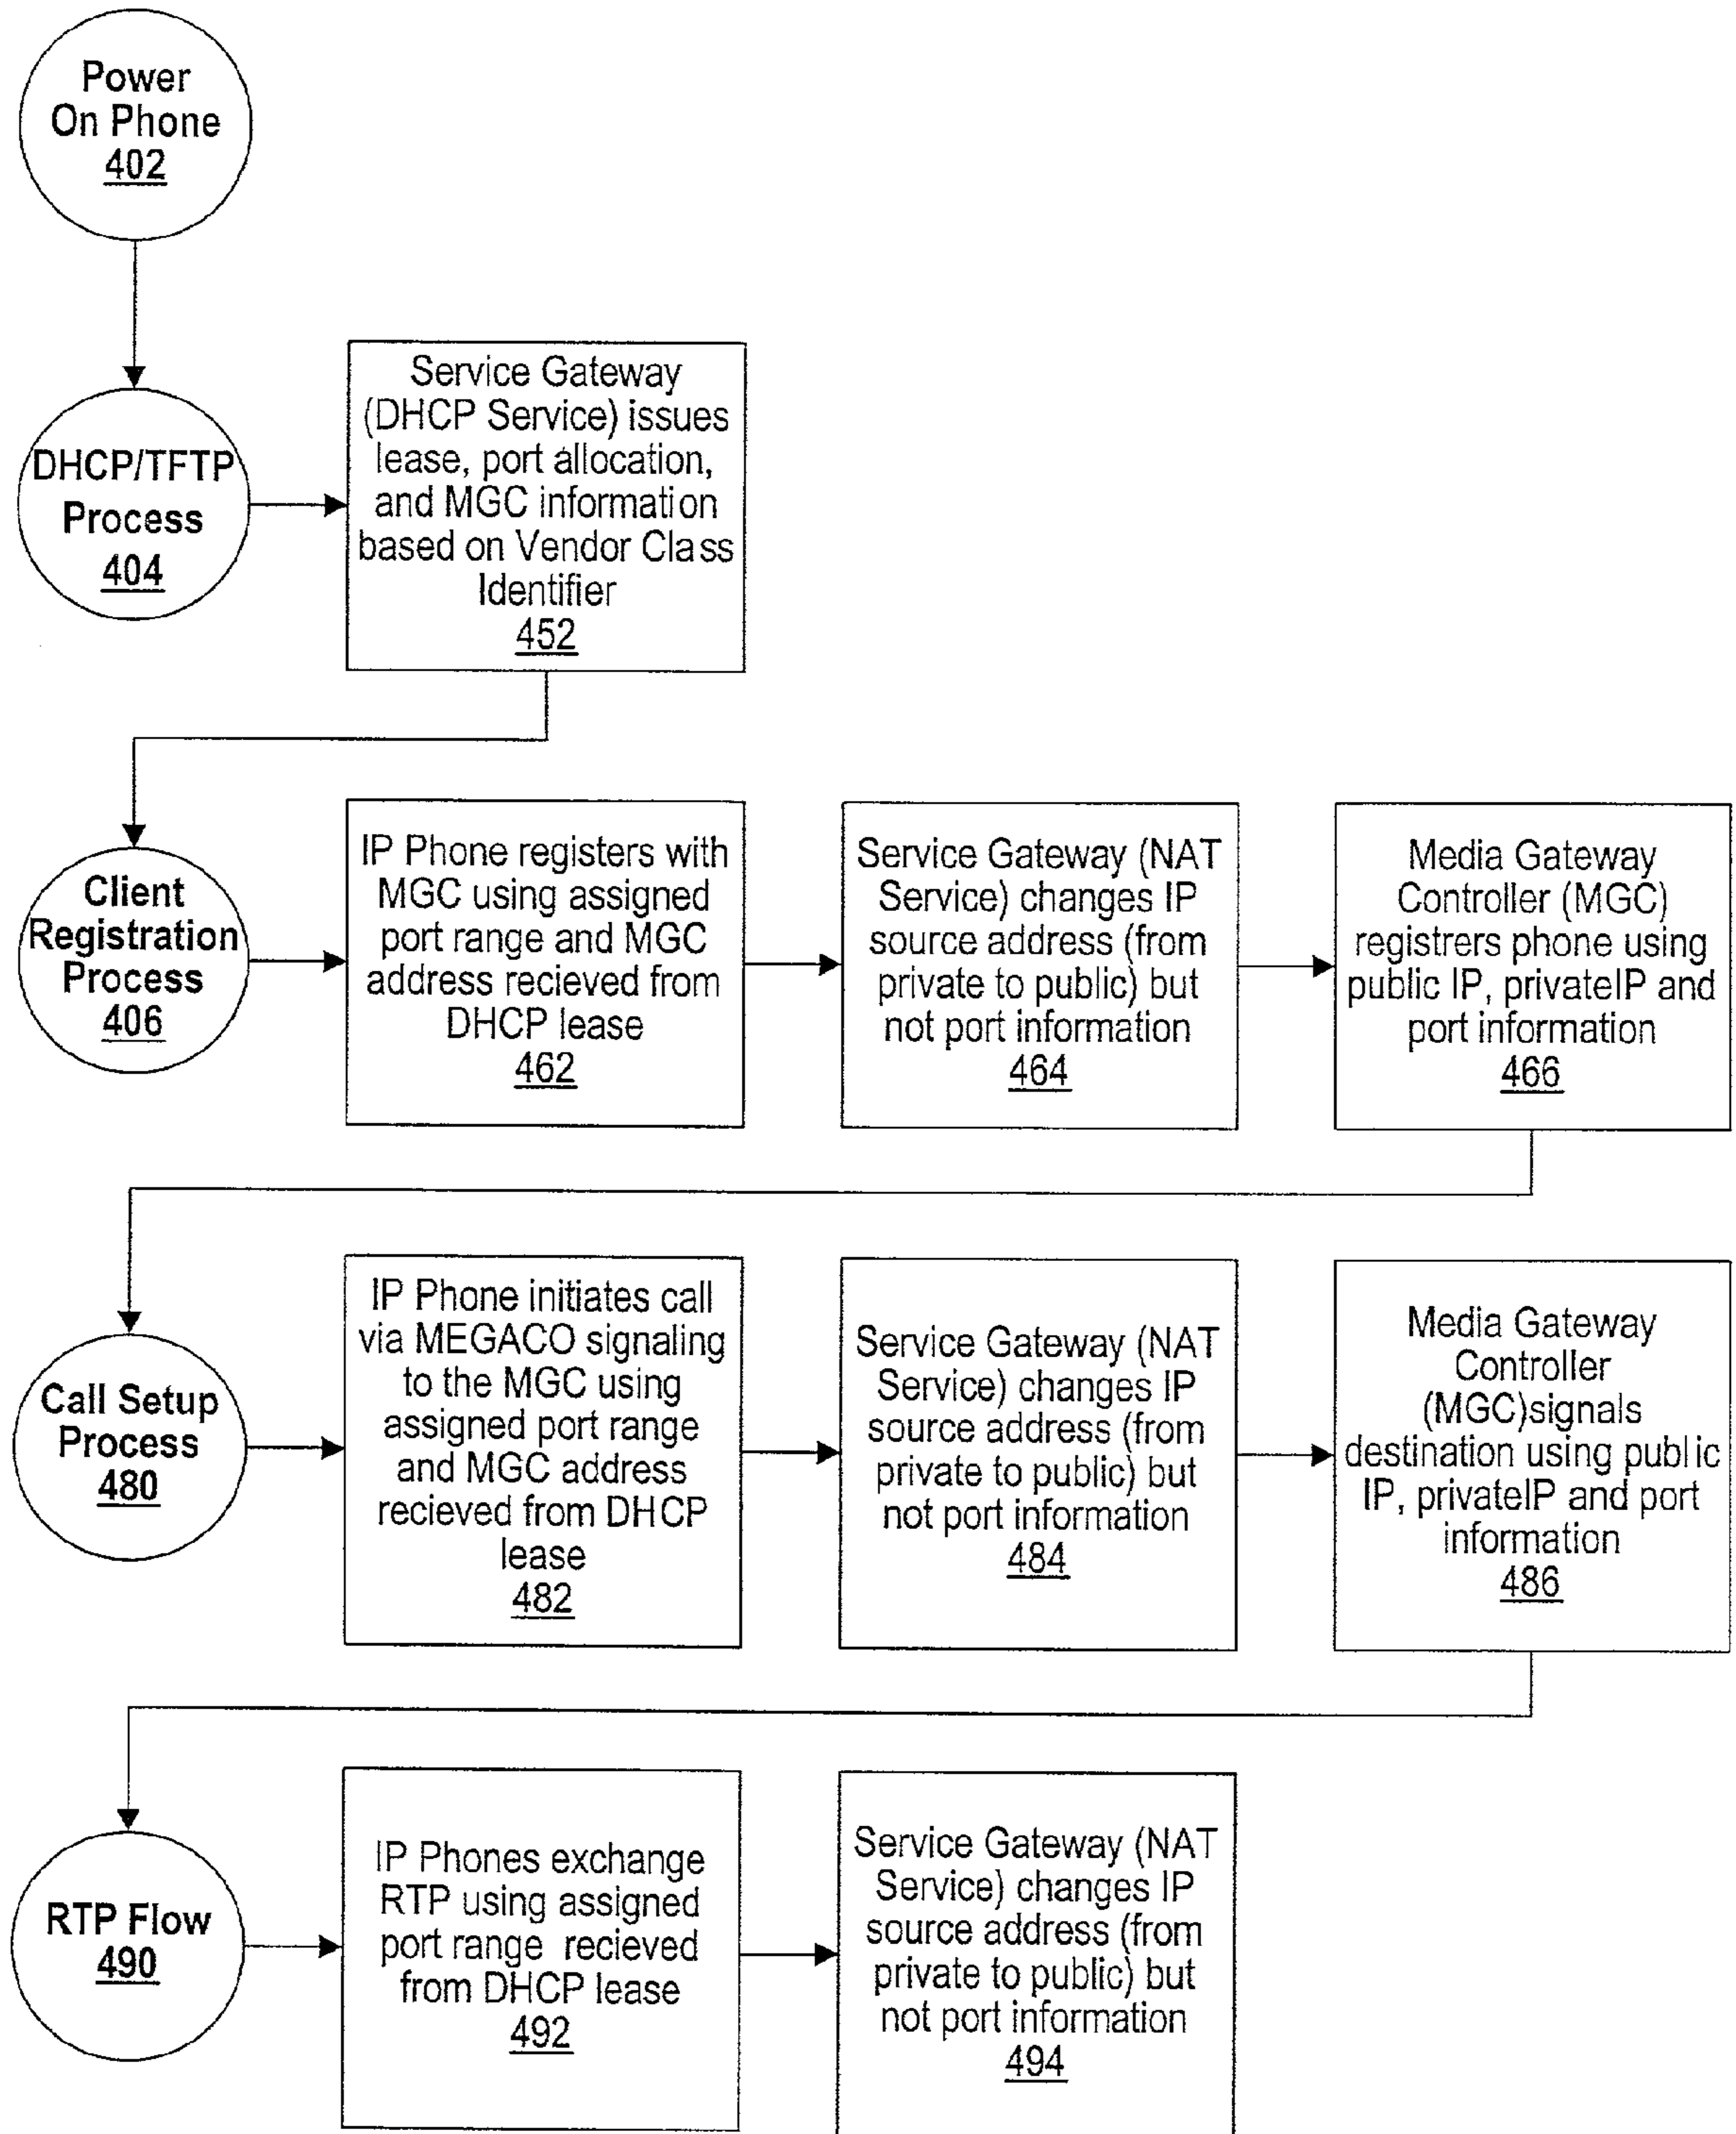 Power
On Phone
402
DHCP/TFTP
Process
404
Service Gateway
(DHCP Service) issues
lease, port allocation,
and MGC information
based on Vendor Class
Identifier
452
Client
Registration
Process
406
IP Phone registers with
MGC using assigned
port range and MGC
address recieved from
DHCP lease
462
Service Gateway (NAT
Service) changes IP
source address (from
private to public) but
not port information
464
Media Gateway
Controller (MGC)
registrers phone using
public IP, privateIP and
port information
466
Call Setup
Process
480
IP Phone initiates call
via MEGACO signaling
to the MGC using
assigned port range
and MGC address
recieved from DHCP
lease
482
Service Gateway (NAT
Service) changes IP
source address (from
private to public) but
not port information
484
Media Gateway
Controller
(MGC)signals
destination using public
IP, privateIP and port
information
486
RTP Flow
490
IP Phones exchange
RTP using assigned
port range recieved
from DHCP lease
492
Service Gateway (NAT
Service) changes IP
source address (from
private to public) but
not port information
494